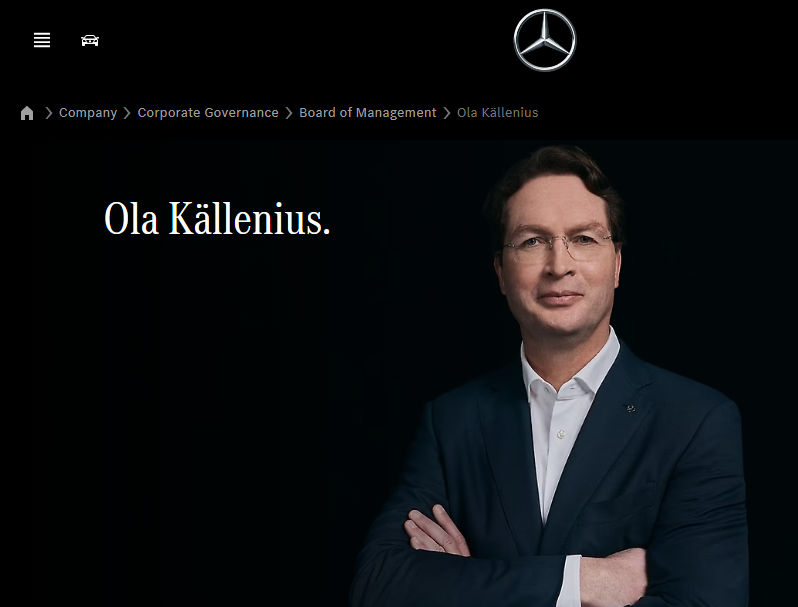 Company Corporate Governance Board of Management Ola Källenius
Ola Källenius.